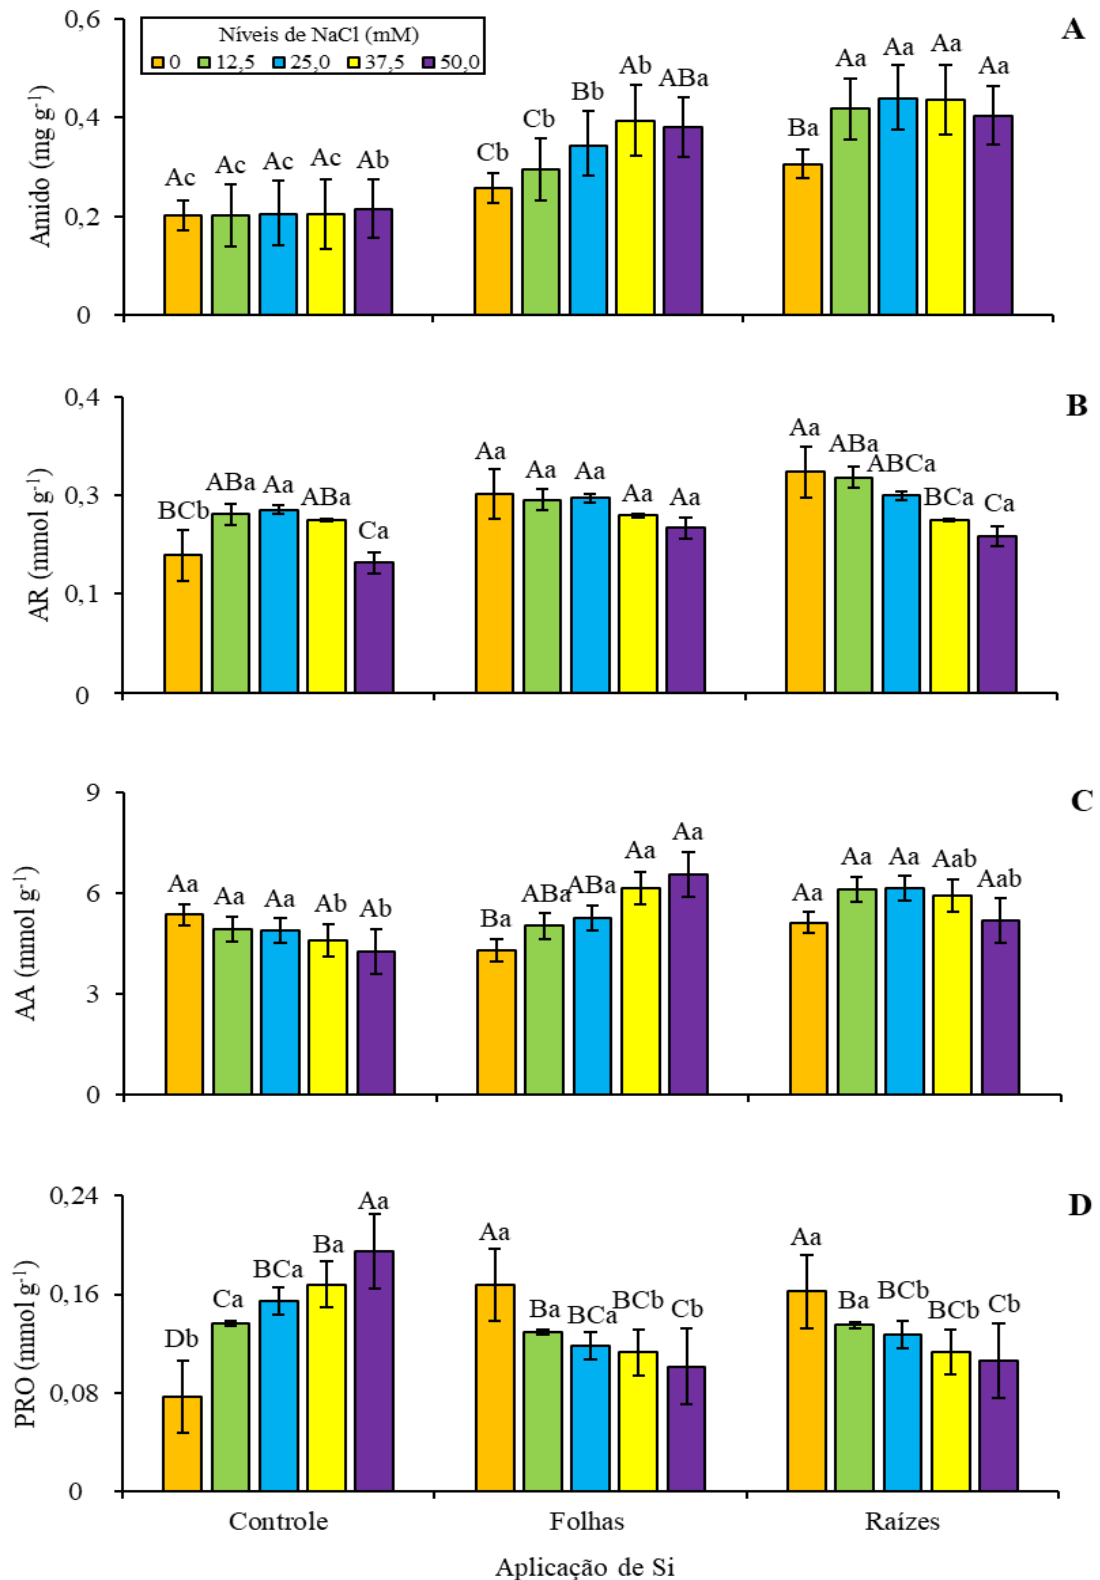 0,6
Níveis de NaCl (mM)
0 12,5 25,0 37,5 50,0
A
Amido (mg g⁻¹)
0,4
0,2
0
Ac Ac Ac Ac Ab
Cb Cb Bb Ab ABa
Ba Aa Aa Aa Aa
0,4
B
AR (mmol g⁻¹)
0,3
0,1
0
BCb ABa Aa ABa Ca
Aa Aa Aa Aa Aa
Aa ABa ABCa BCa Ca
9
C
AA (mmol g⁻¹)
6
3
0
Aa Aa Aa Ab Ab
Ba ABa ABa Aa Aa
Aa Aa Aa Aab Aab
0,24
D
PRO (mmol g⁻¹)
0,16
0,08
0
Db Ca BCa Ba Aa
Aa Ba BCa BCb Cb
Aa Ba BCb BCb Cb
Controle Folhas Raízes
Aplicação de Si